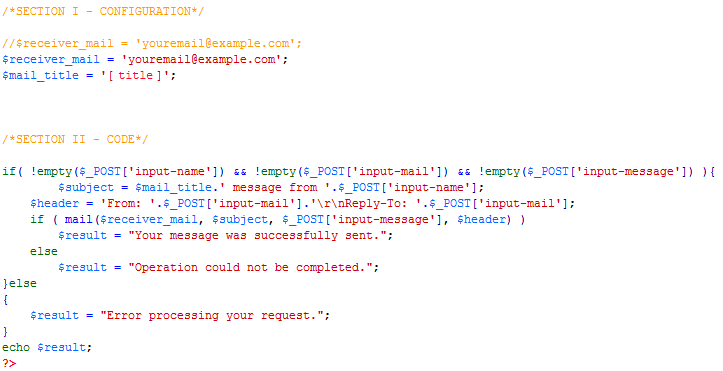 /*SECTION I - CONFIGURATION*/
//$receiver_mail = 'youremail@example.com';
$receiver_mail = 'youremail@example.com';
$mail_title = '[ title ]';
/*SECTION II - CODE*/
if( !empty($_POST['input-name']) && !empty($_POST['input-mail']) && !empty($_POST['input-message']) ){
$subject = $mail_title.' message from '.$_POST['input-name'];
$header = 'From: '.$_POST['input-mail'].'\r\nReply-To: '.$_POST['input-mail'];
if ( mail($receiver_mail, $subject, $_POST['input-message'], $header) )
$result = "Your message was successfully sent.";
else
$result = "Operation could not be completed.";
}else
{
$result = "Error processing your request.";
}
echo $result;
?>